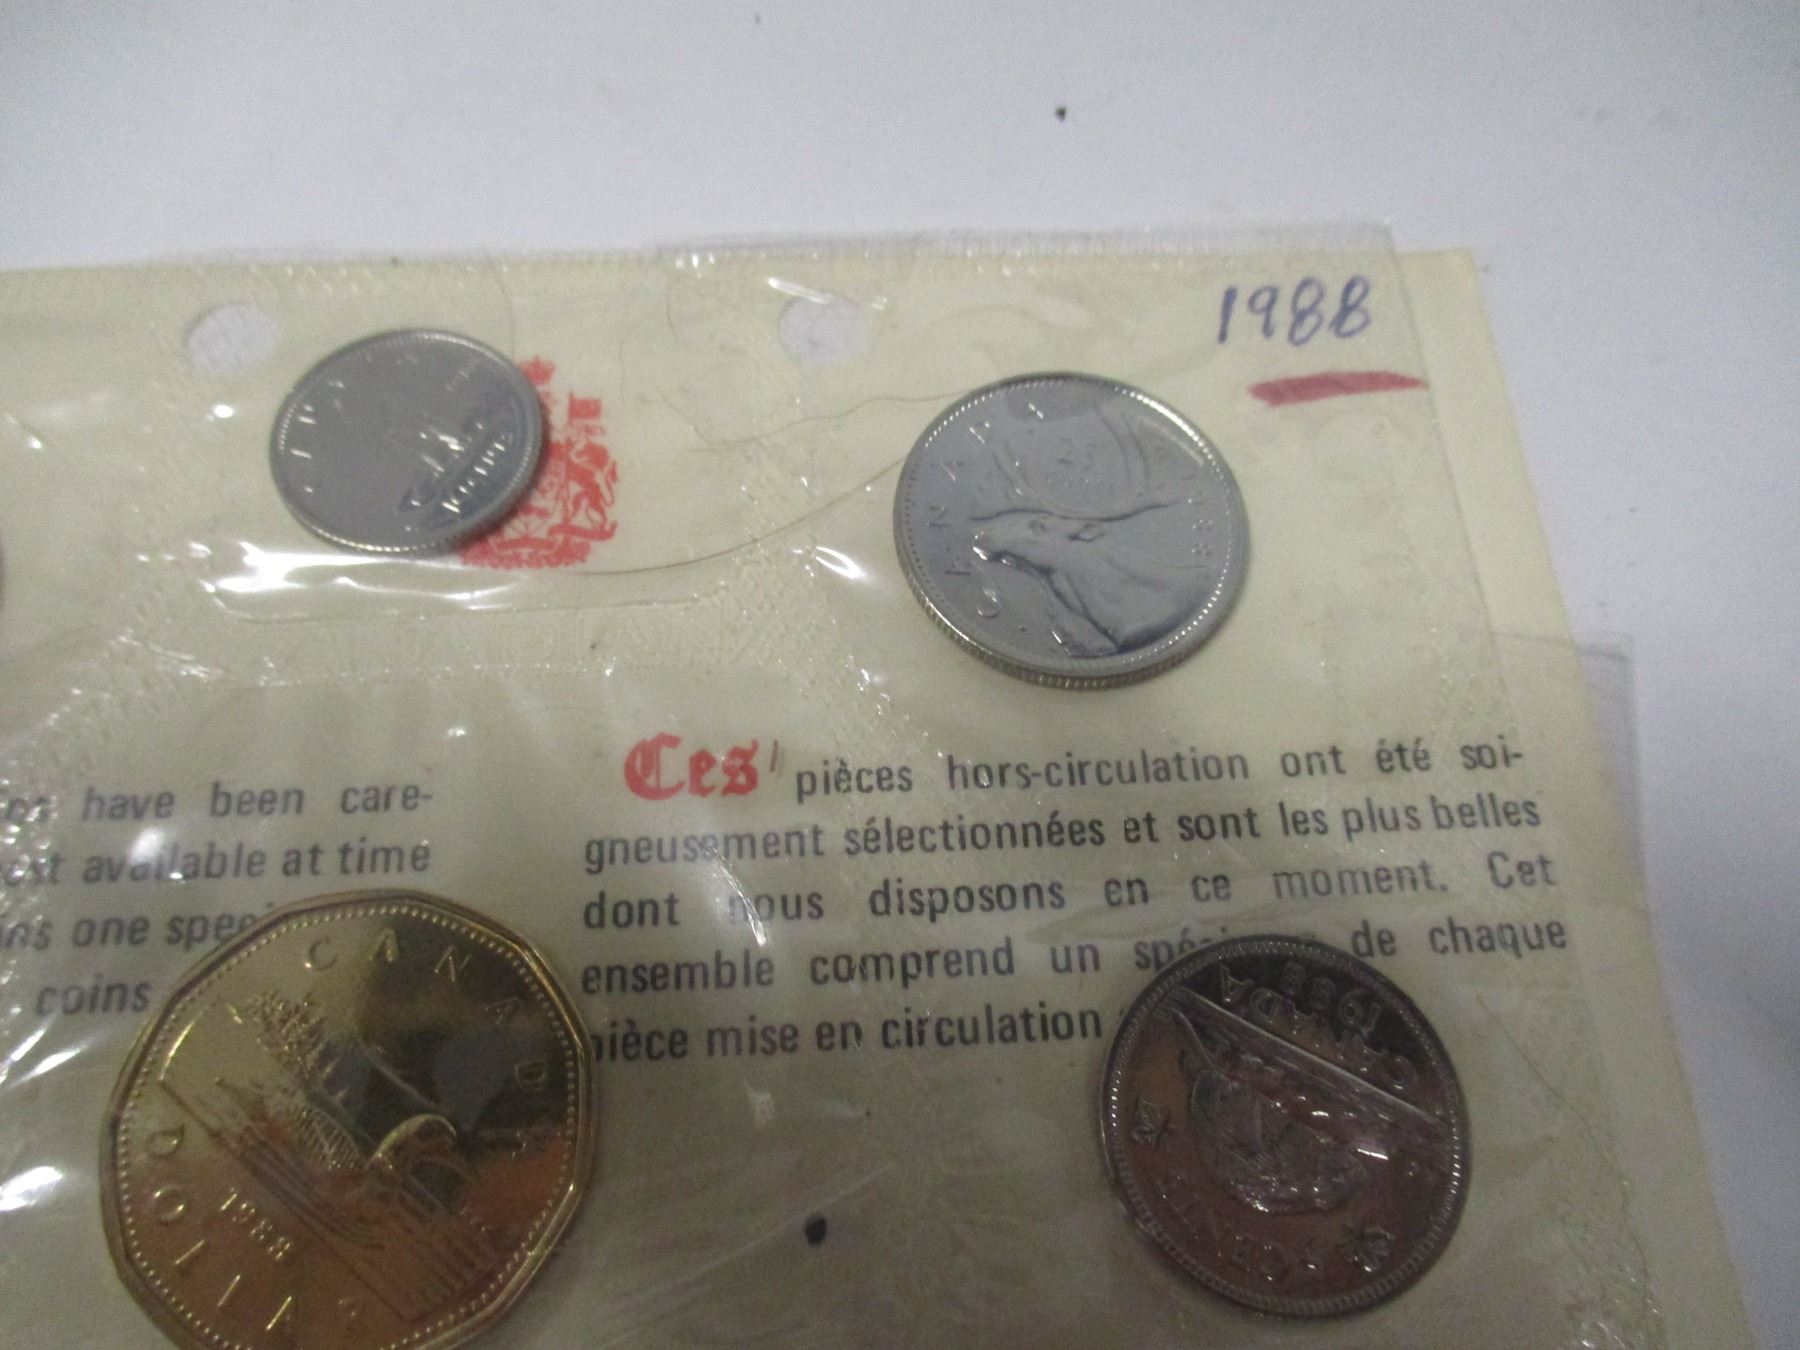 1988
CANADA
25
CANADA
Ces pièces hors-circulation ont été soi-
gneusement sélectionnées et sont les plus belles
dont nous disposons en ce moment. Cet
ensemble comprend un de chaque
pièce mise en circulation
have been care-
available at time
one
coins
CANADA
1988
DOLLAR
CANADA
1988
5 CENTS